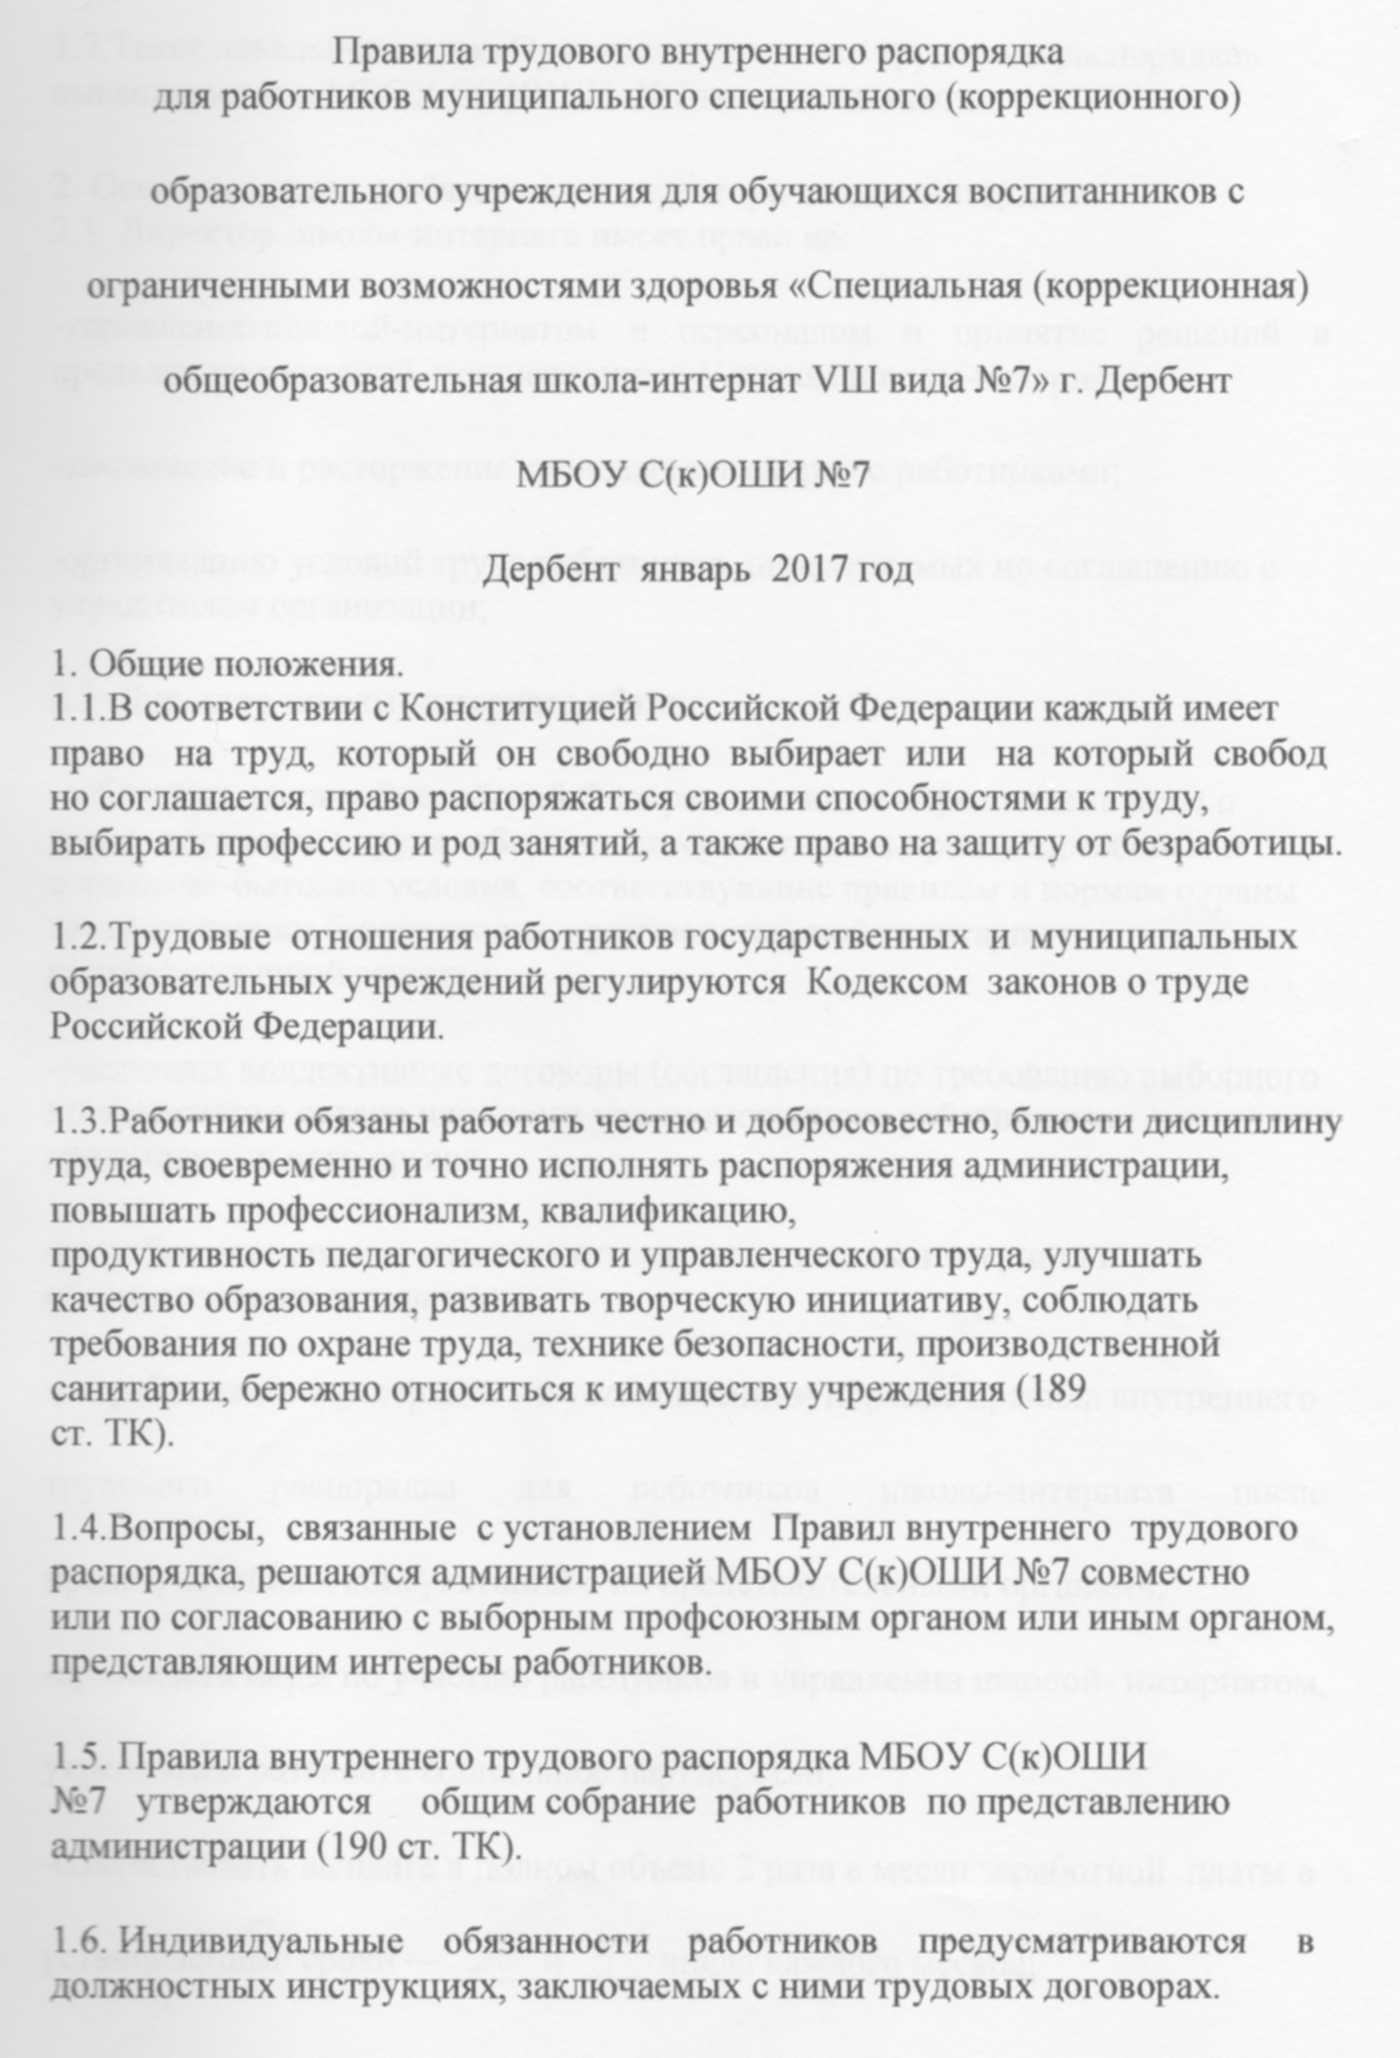 Правила трудового внутреннего распорядка
для работников муниципального специального (коррекционного)
образовательного учреждения для обучающихся воспитанников с
ограниченными возможностями здоровья «Специальная (коррекционная)
общеобразовательная школа-интернат VIII вида №7» г. Дербент
МБОУ С(к)ОШИ №7
Дербент январь 2017 год
1. Общие положения.
1.1.В соответствии с Конституцией Российской Федерации каждый имеет
право на труд, который он свободно выбирает или на который свобод
но соглашается, право распоряжаться своими способностями к труду,
выбирать профессию и род занятий, а также право на защиту от безработицы.
1.2.Трудовые отношения работников государственных и муниципальных
образовательных учреждений регулируются Кодексом законов о труде
Российской Федерации.
1.3.Работники обязаны работать честно и добросовестно, блюсти дисциплину
труда, своевременно и точно исполнять распоряжения администрации,
повышать профессионализм, квалификацию,
продуктивность педагогического и управленческого труда, улучшать
качество образования, развивать творческую инициативу, соблюдать
требования по охране труда, технике безопасности, производственной
санитарии, бережно относиться к имуществу учреждения (189
ст. ТК).
1.4.Вопросы, связанные с установлением Правил внутреннего трудового
распорядка, решаются администрацией МБОУ С(к)ОШИ №7 совместно
или по согласованию с выборным профсоюзным органом или иным органом,
представляющим интересы работников.
1.5. Правила внутреннего трудового распорядка МБОУ С(к)ОШИ
№7 утверждаются общим собрание работников по представлению
администрации (190 ст. ТК).
1.6. Индивидуальные обязанности работников предусматриваются в
должностных инструкциях, заключаемых с ними трудовых договорах.